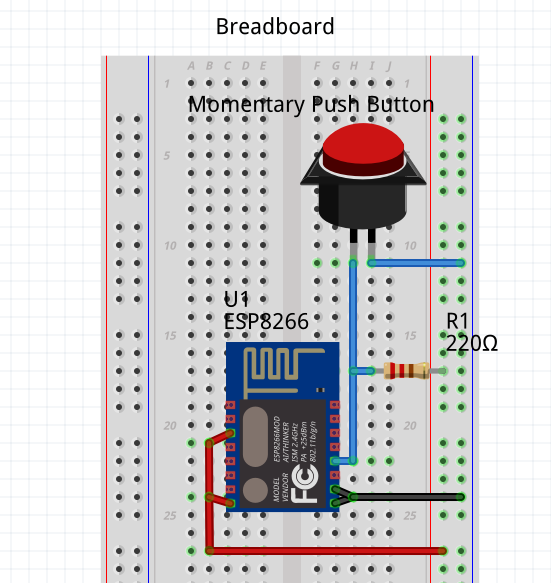 Breadboard
A B C D E F G H I J
1 1
Momentary Push Button
5 5
10 10
U1
ESP8266
15 15
R1
220Ω
20 20
MODEL ESP8266MOD
VENDOR AI/THINKER
ISM 2.4GHz
PA +25dBm
802.11b/g/n
FC
25 25